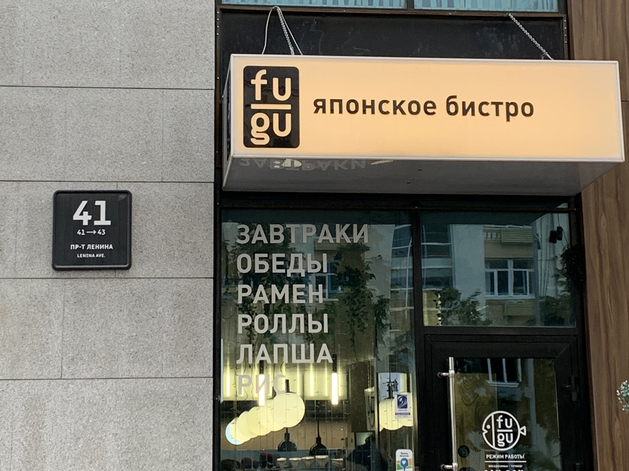 fu
gu
японское бистро
41
41 → 43
ПР-Т ЛЕНИНА
LENINA AVE.
ЗАВТРАКИ
ОБЕДЫ
РАМЕН
РОЛЛЫ
ЛАПША
РИС
fu
gu
РЕЖИМ РАБОТЫ